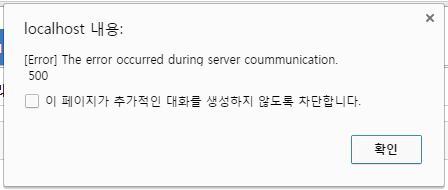 localhost 내용:
[Error] The error occurred during server coummunication.
500
이 페이지가 추가적인 대화를 생성하지 않도록 차단합니다.
확인